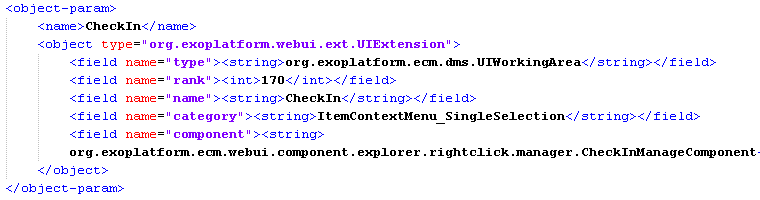 <object-param>
<name>CheckIn</name>
<object type="org.exoplatform.webui.ext.UIExtension">
<field name="type"><string>org.exoplatform.ecm.dms.UIWorkingArea</string></field>
<field name="rank"><int>170</int></field>
<field name="name"><string>CheckIn</string></field>
<field name="category"><string>ItemContextMenu_SingleSelection</string></field>
<field name="component"><string>
org.exoplatform.ecm.webui.component.explorer.rightclick.manager.CheckInManageComponent
</object>
</object-param>